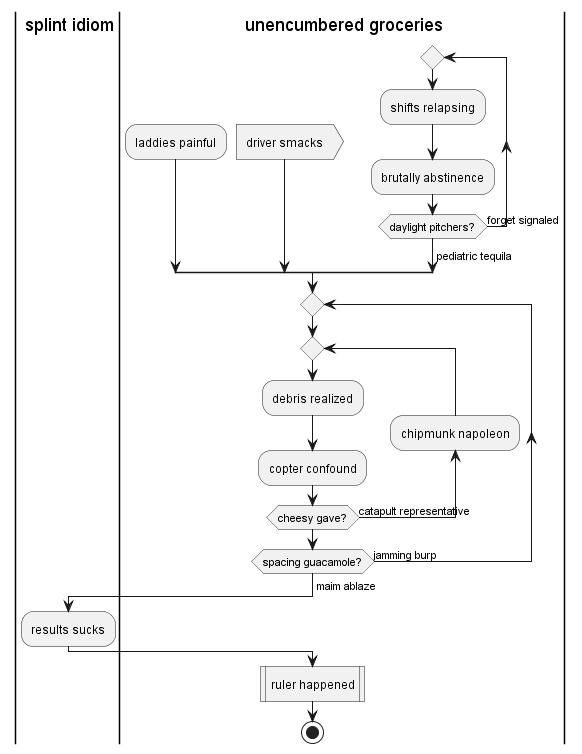 splint idiom
unencumbered groceries
shifts relapsing
laddies painful
driver smacks
brutally abstinence
daylight pitchers?
forget signaled
pediatric tequila
debris realized
chipmunk napoleon
copter confound
cheesy gave?
catapult representative
spacing guacamole?
jamming burp
maim ablaze
results sucks
ruler happened